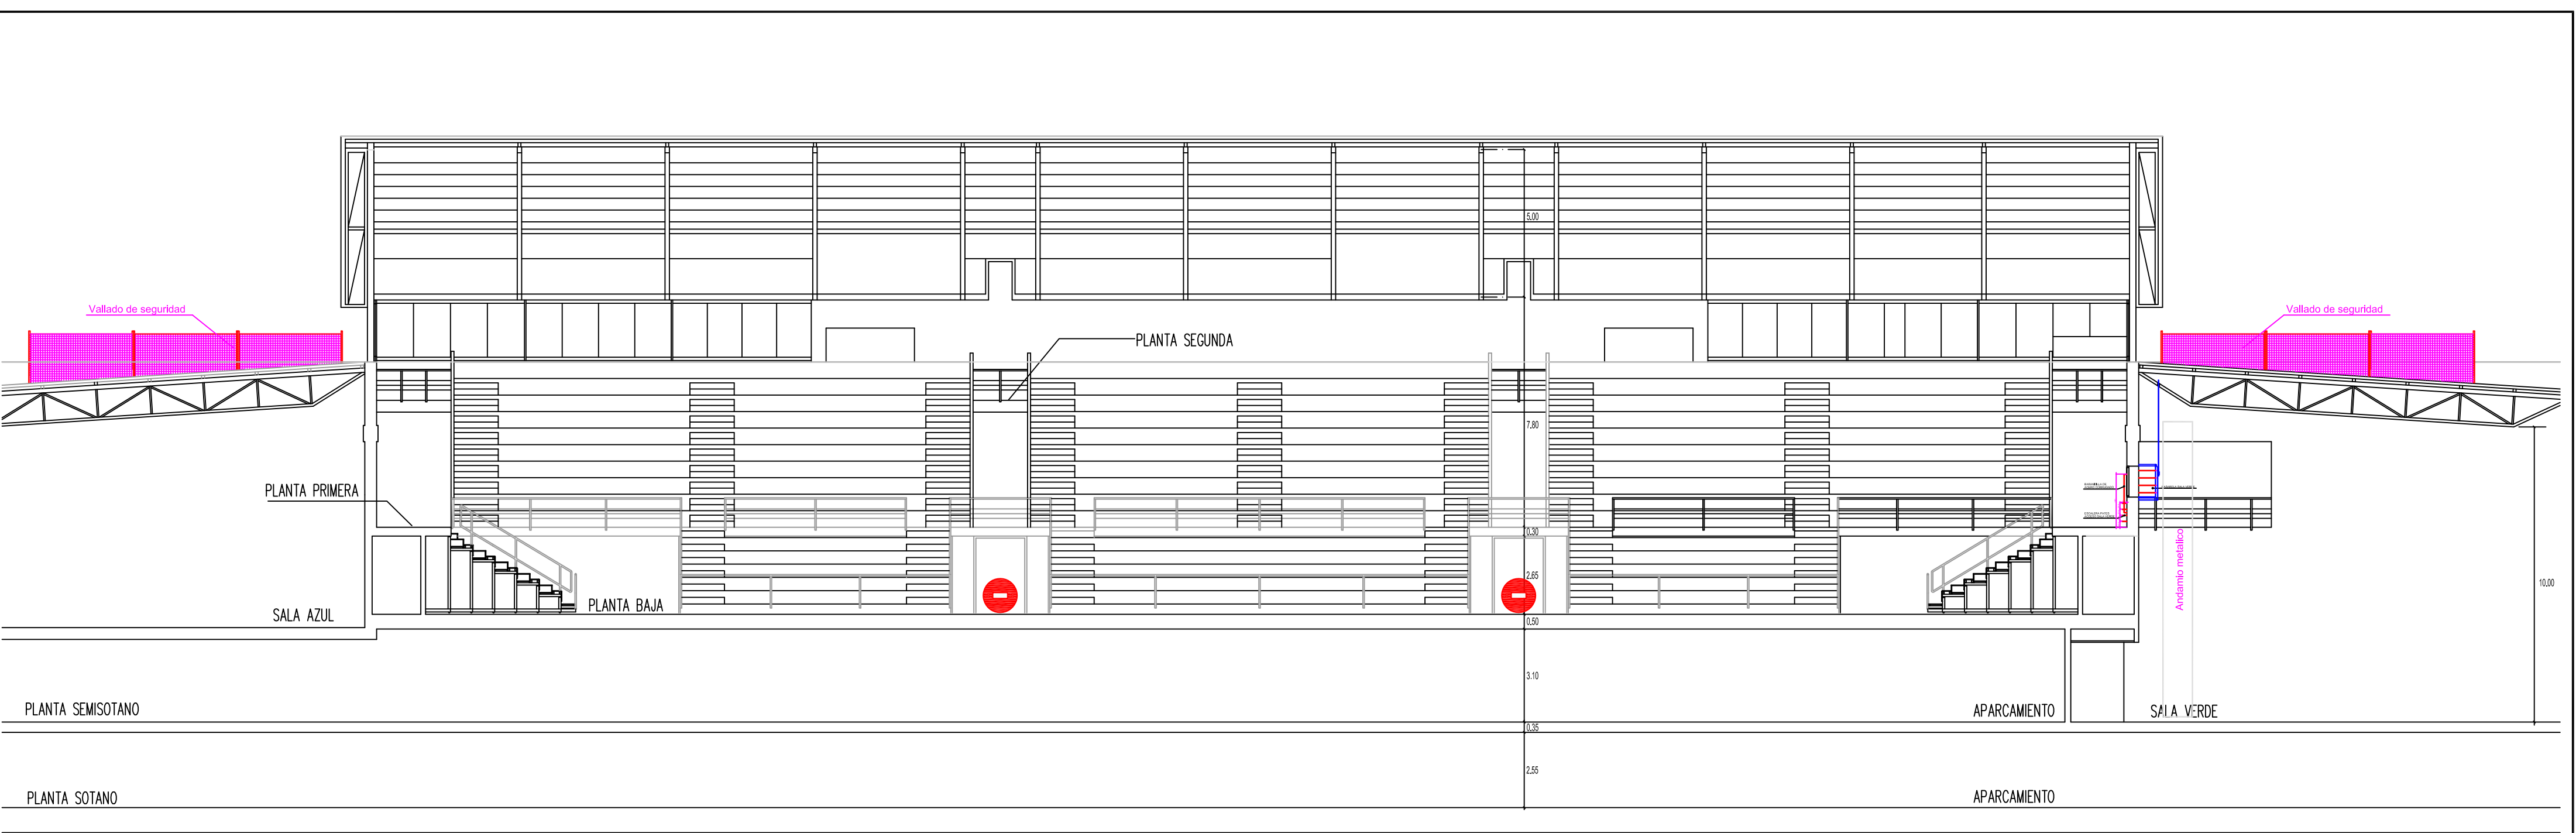 5.00
Vallado de seguridad
Vallado de seguridad
PLANTA SEGUNDA
7.80
PLANTA PRIMERA
0.30
Andamio metalico
2.65
10.00
PLANTA BAJA
SALA AZUL
0.50
3.10
PLANTA SEMISOTANO
APARCAMIENTO
SALA VERDE
0.35
2.55
PLANTA SOTANO
APARCAMIENTO